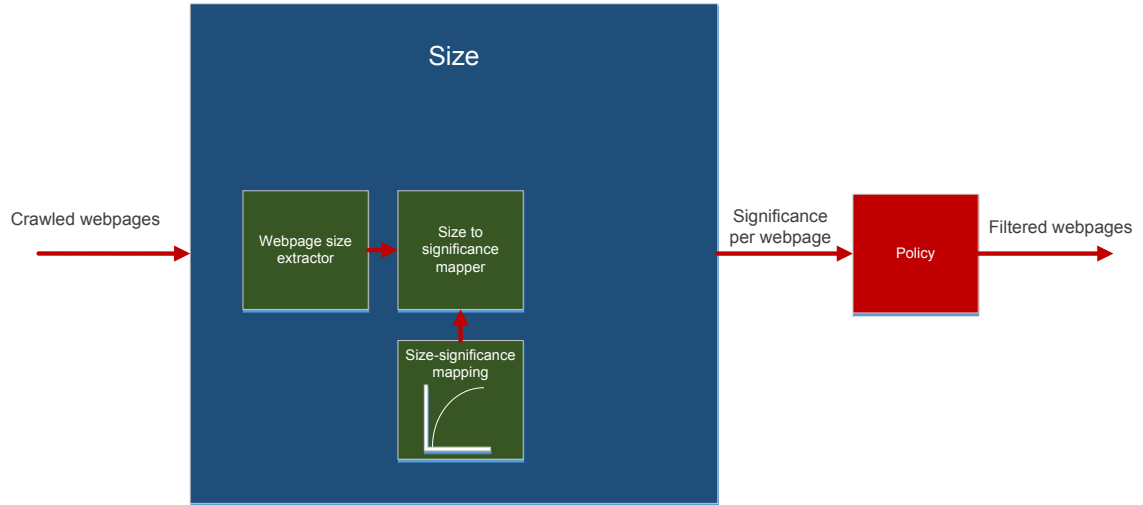 Size
Crawled webpages
Webpage size
extractor
Size to
significance
mapper
Size-significance
mapping
Significance
per webpage
Policy
Filtered webpages